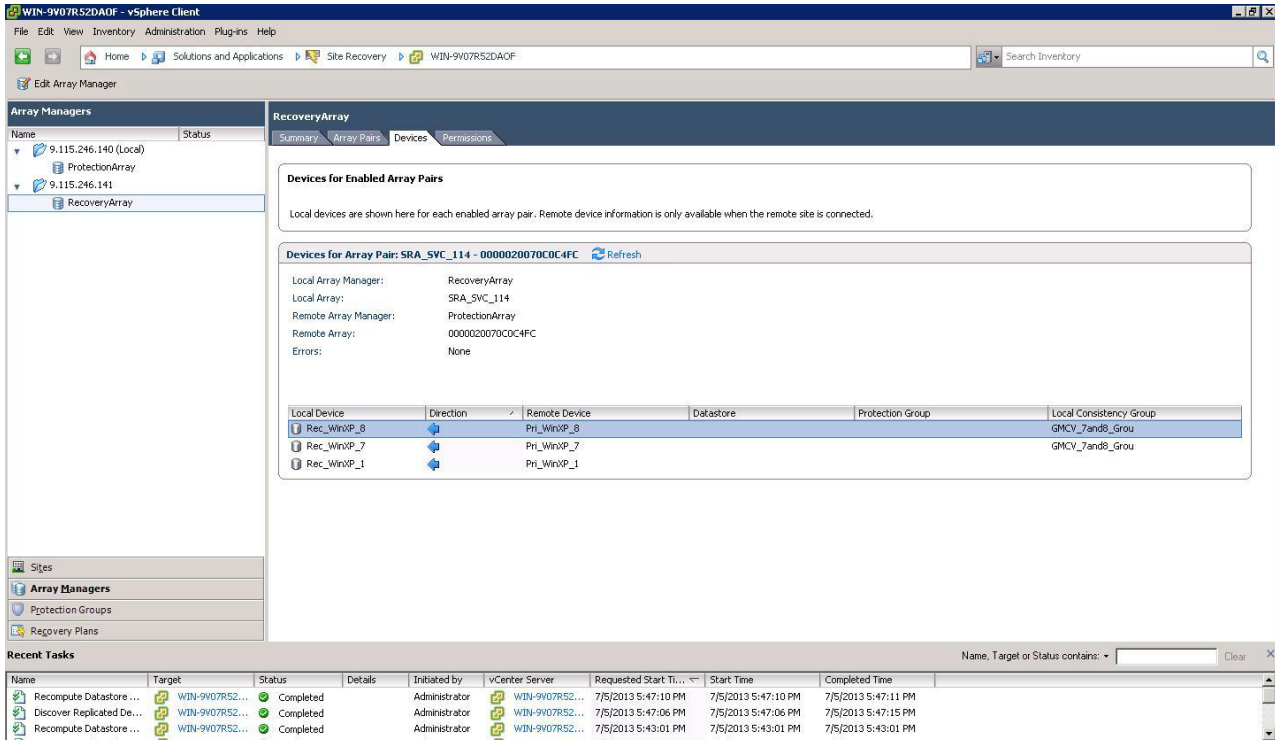 WIN-9V07R52DAOF - vSphere Client
File Edit View Inventory Administration Plug-ins Help
Home Solutions and Applications Site Recovery WIN-9V07R52DAOF Search Inventory
Edit Array Manager
Array Managers
Name Status
9.115.246.140 (Local)
ProtectionArray
9.115.246.141
RecoveryArray
RecoveryArray
Summary Array Pairs Devices Permissions
Devices for Enabled Array Pairs
Local devices are shown here for each enabled array pair. Remote device information is only available when the remote site is connected.
Devices for Array Pair: SRA_SVC_114 - 0000020070C0C4FC Refresh
Local Array Manager: RecoveryArray
Local Array: SRA_SVC_114
Remote Array Manager: ProtectionArray
Remote Array: 0000020070C0C4FC
Errors: None
Local Device Direction Remote Device Datastore Protection Group Local Consistency Group
Rec_WinXP_8 Pri_WinXP_8 GMCV_7and8_Grou
Rec_WinXP_7 Pri_WinXP_7 GMCV_7and8_Grou
Rec_WinXP_1 Pri_WinXP_1
Sites
Array Managers
Protection Groups
Recovery Plans
Recent Tasks Name, Target or Status contains: Clear
Name Target Status Details Initiated by vCenter Server Requested Start Ti... Start Time Completed Time
Recompute Datastore ... WIN-9V07R52... Completed Administrator WIN-9V07R52... 7/5/2013 5:47:10 PM 7/5/2013 5:47:10 PM 7/5/2013 5:47:11 PM
Discover Replicated De... WIN-9V07R52... Completed Administrator WIN-9V07R52... 7/5/2013 5:47:06 PM 7/5/2013 5:47:06 PM 7/5/2013 5:47:15 PM
Recompute Datastore ... WIN-9V07R52... Completed Administrator WIN-9V07R52... 7/5/2013 5:43:01 PM 7/5/2013 5:43:01 PM 7/5/2013 5:43:01 PM